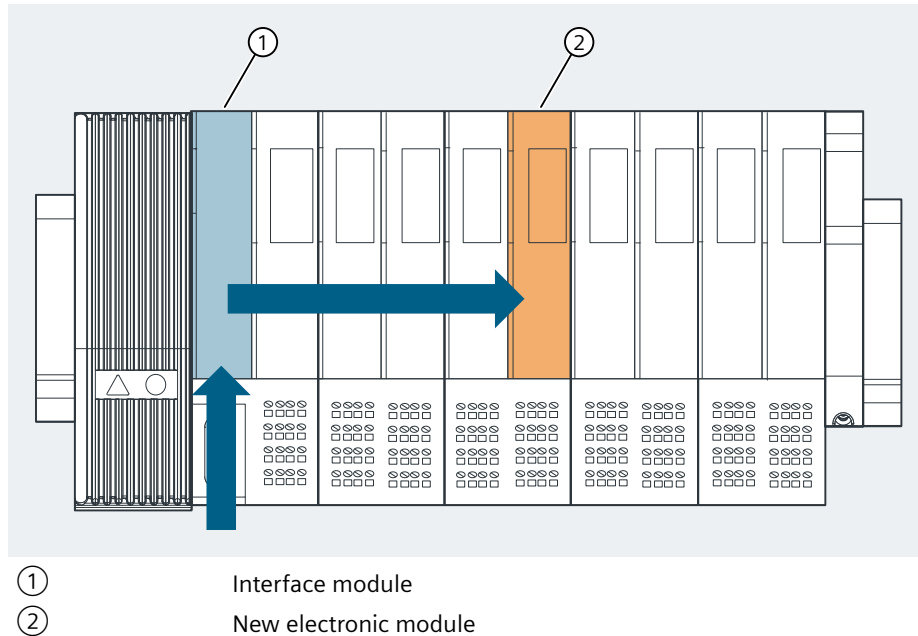 ① ②
① Interface module
② New electronic module